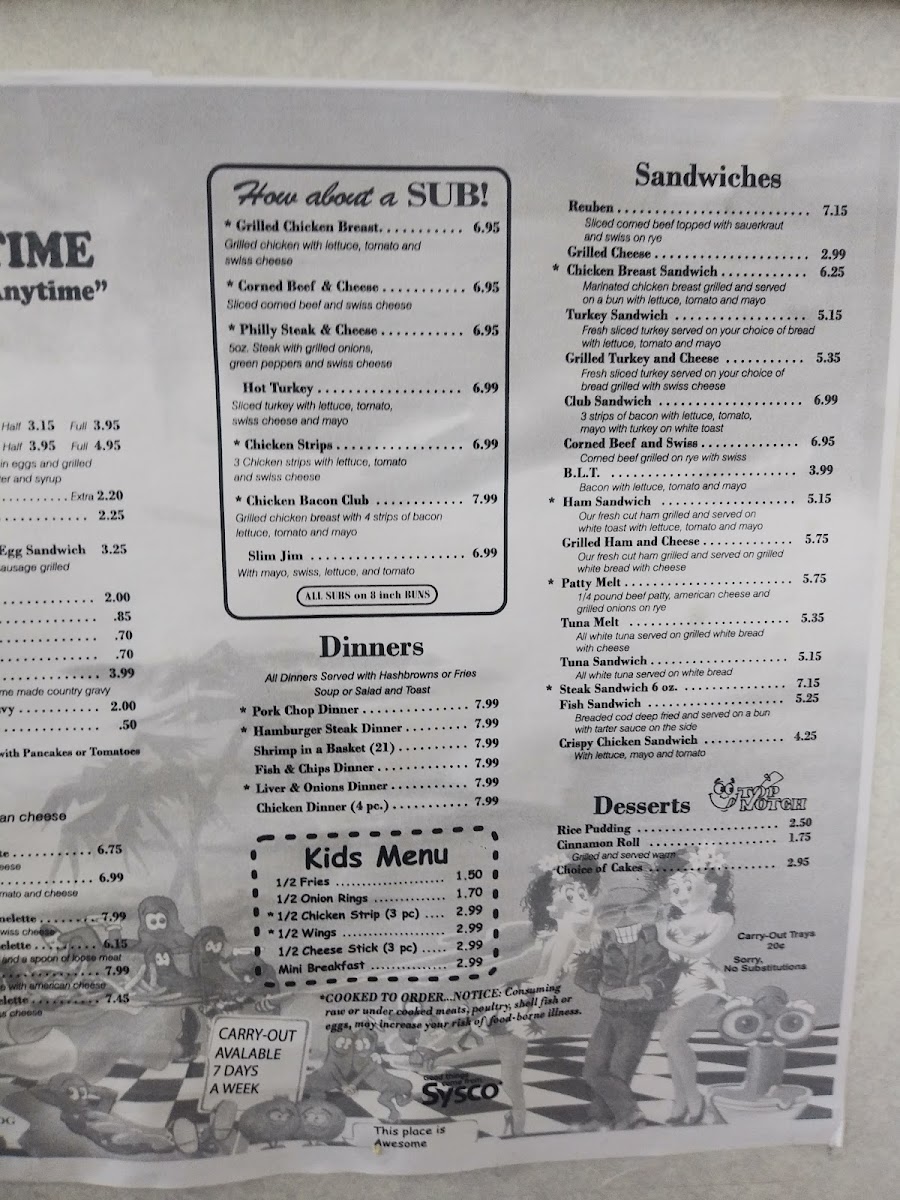 TIME
Anytime”
Half 3.15 Full 3.95
Half 3.95 Full 4.95
in eggs and grilled
er and syrup
Extra 2.20
2.25
Egg Sandwich 3.25
ausage grilled
2.00
.85
.70
.70
3.99
me made country gravy
vy 2.00
.50
with Pancakes or Tomatoes
an cheese
te 6.75
eese
6.99
mato and cheese
nelette 7.99
wiss cheese
elette 6.15
and a spoon of loose meat
7.99
e with american cheese
elette 7.45
s cheese
How about a SUB!
* Grilled Chicken Breast 6.95
Grilled chicken with lettuce, tomato and
swiss cheese
* Corned Beef & Cheese 6.95
Sliced corned beef and swiss cheese
* Philly Steak & Cheese 6.95
5oz. Steak with grilled onions,
green peppers and swiss cheese
Hot Turkey 6.99
Sliced turkey with lettuce, tomato,
swiss cheese and mayo
* Chicken Strips 6.99
3 Chicken strips with lettuce, tomato
and swiss cheese
* Chicken Bacon Club 7.99
Grilled chicken breast with 4 strips of bacon
lettuce, tomato and mayo
Slim Jim 6.99
With mayo, swiss, lettuce, and tomato
ALL SUBS on 8 inch BUNS
Dinners
All Dinners Served with Hashbrowns or Fries
Soup or Salad and Toast
* Pork Chop Dinner 7.99
* Hamburger Steak Dinner 7.99
Shrimp in a Basket (21) 7.99
Fish & Chips Dinner 7.99
* Liver & Onions Dinner 7.99
Chicken Dinner (4 pc.) 7.99
Kids Menu
1/2 Fries 1.50
1/2 Onion Rings 1.70
* 1/2 Chicken Strip (3 pc) 2.99
* 1/2 Wings 2.99
1/2 Cheese Stick (3 pc) 2.99
Mini Breakfast 2.99
*COOKED TO ORDER...NOTICE: Consuming
raw or under cooked meats, poultry, shell fish or
eggs, may increase your risk of food-borne illness.
CARRY-OUT
AVALABLE
7 DAYS
A WEEK
Sysco
This place is
Awesome
Sandwiches
Reuben 7.15
Sliced corned beef topped with sauerkraut
and swiss on rye
Grilled Cheese 2.99
* Chicken Breast Sandwich 6.25
Marinated chicken breast grilled and served
on a bun with lettuce, tomato and mayo
Turkey Sandwich 5.15
Fresh sliced turkey served on your choice of bread
with lettuce, tomato and mayo
Grilled Turkey and Cheese 5.35
Fresh sliced turkey served on your choice of
bread grilled with swiss cheese
Club Sandwich 6.99
3 strips of bacon with lettuce, tomato,
mayo with turkey on white toast
Corned Beef and Swiss 6.95
Corned beef grilled on rye with swiss
B.L.T. 3.99
Bacon with lettuce, tomato and mayo
* Ham Sandwich 5.15
Our fresh cut ham grilled and served on
white toast with lettuce, tomato and mayo
Grilled Ham and Cheese 5.75
Our fresh cut ham grilled and served on grilled
white bread with cheese
* Patty Melt 5.75
1/4 pound beef patty, american cheese and
grilled onions on rye
Tuna Melt 5.35
All white tuna served on grilled white bread
with cheese
Tuna Sandwich 5.15
All white tuna served on white bread
* Steak Sandwich 6 oz. 7.15
Fish Sandwich 5.25
Breaded cod deep fried and served on a bun
with tarter sauce on the side
Crispy Chicken Sandwich 4.25
With lettuce, mayo and tomato
Desserts
TOP
NOTCH
Rice Pudding 2.50
Cinnamon Roll 1.75
Grilled and served warm
Choice of Cakes 2.95
Carry-Out Trays
20¢
Sorry,
No Substitutions